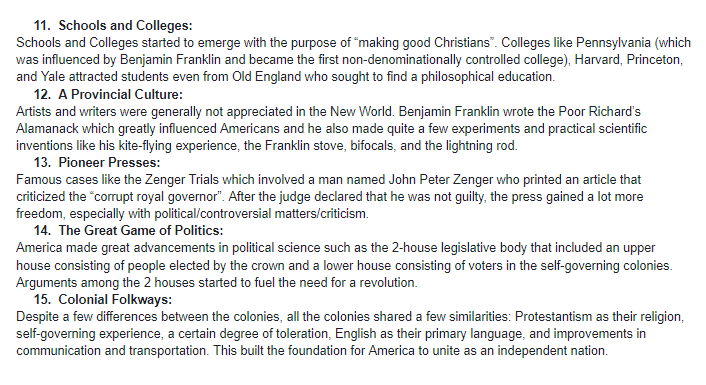 11. Schools and Colleges:
Schools and Colleges started to emerge with the purpose of “making good Christians”. Colleges like Pennsylvania (which
was influenced by Benjamin Franklin and became the first non-denominationally controlled college), Harvard, Princeton,
and Yale attracted students even from Old England who sought to find a philosophical education.
12. A Provincial Culture:
Artists and writers were generally not appreciated in the New World. Benjamin Franklin wrote the Poor Richard’s
Alamanack which greatly influenced Americans and he also made quite a few experiments and practical scientific
inventions like his kite-flying experience, the Franklin stove, bifocals, and the lightning rod.
13. Pioneer Presses:
Famous cases like the Zenger Trials which involved a man named John Peter Zenger who printed an article that
criticized the “corrupt royal governor”. After the judge declared that he was not guilty, the press gained a lot more
freedom, especially with political/controversial matters/criticism.
14. The Great Game of Politics:
America made great advancements in political science such as the 2-house legislative body that included an upper
house consisting of people elected by the crown and a lower house consisting of voters in the self-governing colonies.
Arguments among the 2 houses started to fuel the need for a revolution.
15. Colonial Folkways:
Despite a few differences between the colonies, all the colonies shared a few similarities: Protestantism as their religion,
self-governing experience, a certain degree of toleration, English as their primary language, and improvements in
communication and transportation. This built the foundation for America to unite as an independent nation.